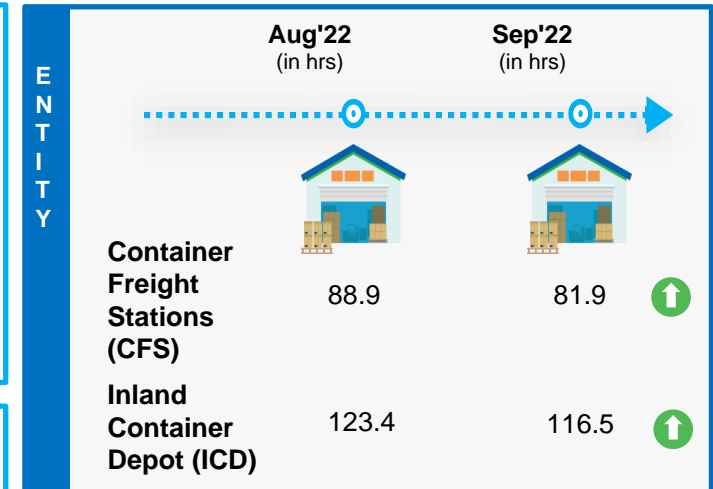 ENTITY
Aug'22 Sep'22
(in hrs) (in hrs)
Container
Freight
Stations
(CFS)
88.9 81.9
Inland
Container
Depot (ICD)
123.4 116.5